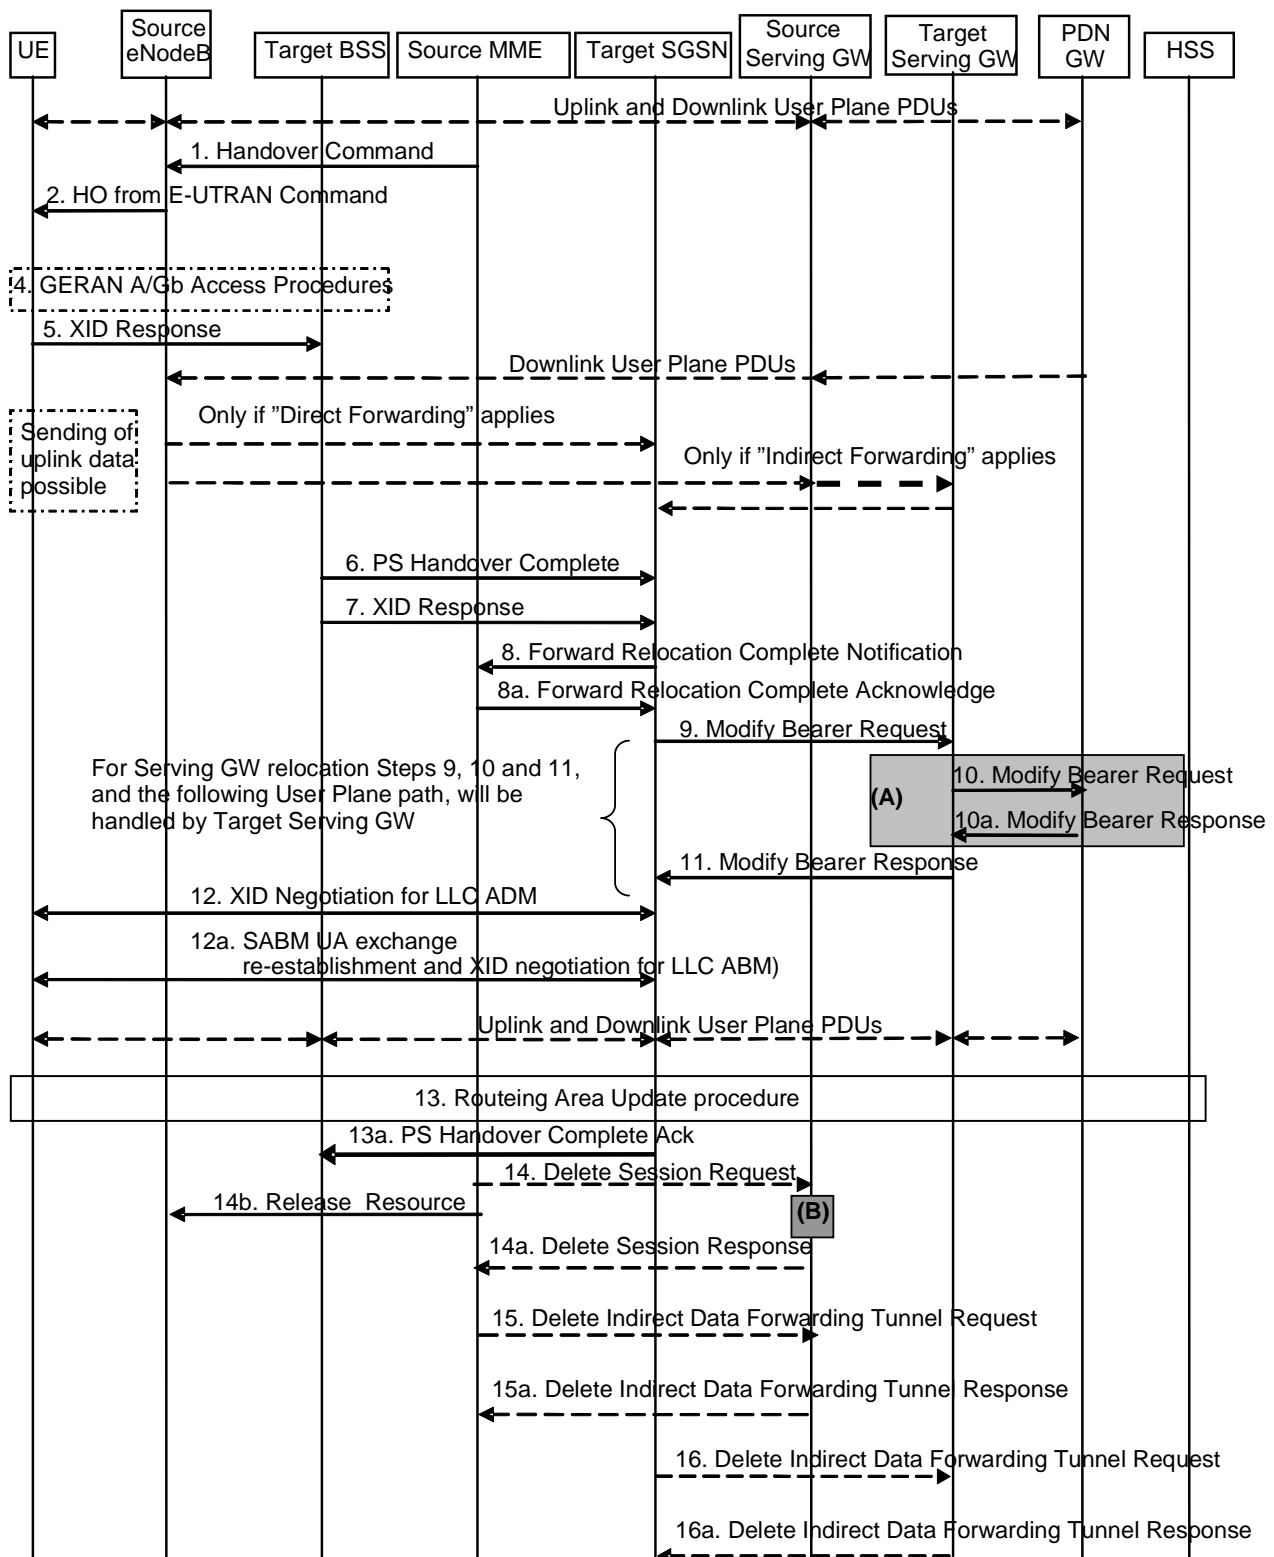 UE
Source
eNodeB
Target BSS
Source MME
Target SGSN
Source
Serving GW
Target
Serving GW
PDN
GW
HSS
Uplink and Downlink User Plane PDUs
1. Handover Command
2. HO from E-UTRAN Command
4. GERAN A/Gb Access Procedures
5. XID Response
Downlink User Plane PDUs
Only if ”Direct Forwarding” applies
Sending of
uplink data
possible
Only if ”Indirect Forwarding” applies
6. PS Handover Complete
7. XID Response
8. Forward Relocation Complete Notification
8a. Forward Relocation Complete Acknowledge
9. Modify Bearer Request
For Serving GW relocation Steps 9, 10 and 11,
and the following User Plane path, will be
handled by Target Serving GW
(A)
10. Modify Bearer Request
10a. Modify Bearer Response
11. Modify Bearer Response
12. XID Negotiation for LLC ADM
12a. SABM UA exchange
re-establishment and XID negotiation for LLC ABM)
Uplink and Downlink User Plane PDUs
13. Routeing Area Update procedure
13a. PS Handover Complete Ack
14. Delete Session Request
14b. Release Resource
(B)
14a. Delete Session Response
15. Delete Indirect Data Forwarding Tunnel Request
15a. Delete Indirect Data Forwarding Tunnel Response
16. Delete Indirect Data Forwarding Tunnel Request
16a. Delete Indirect Data Forwarding Tunnel Response